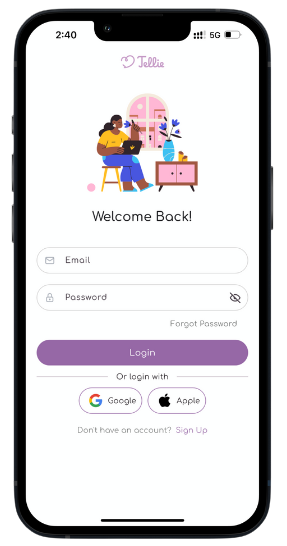 2:40
5G
Tellie
Welcome Back!
Email
Password
Forgot Password
Login
Or login with
Google
Apple
Don't have an account? Sign Up